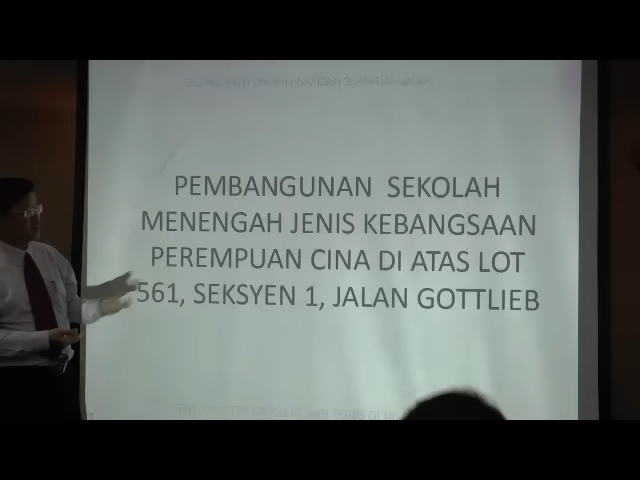 PEMBANGUNAN SEKOLAH
MENENGAH JENIS KEBANGSAAN
PEREMPUAN CINA DI ATAS LOT
561, SEKSYEN 1, JALAN GOTTLIEB